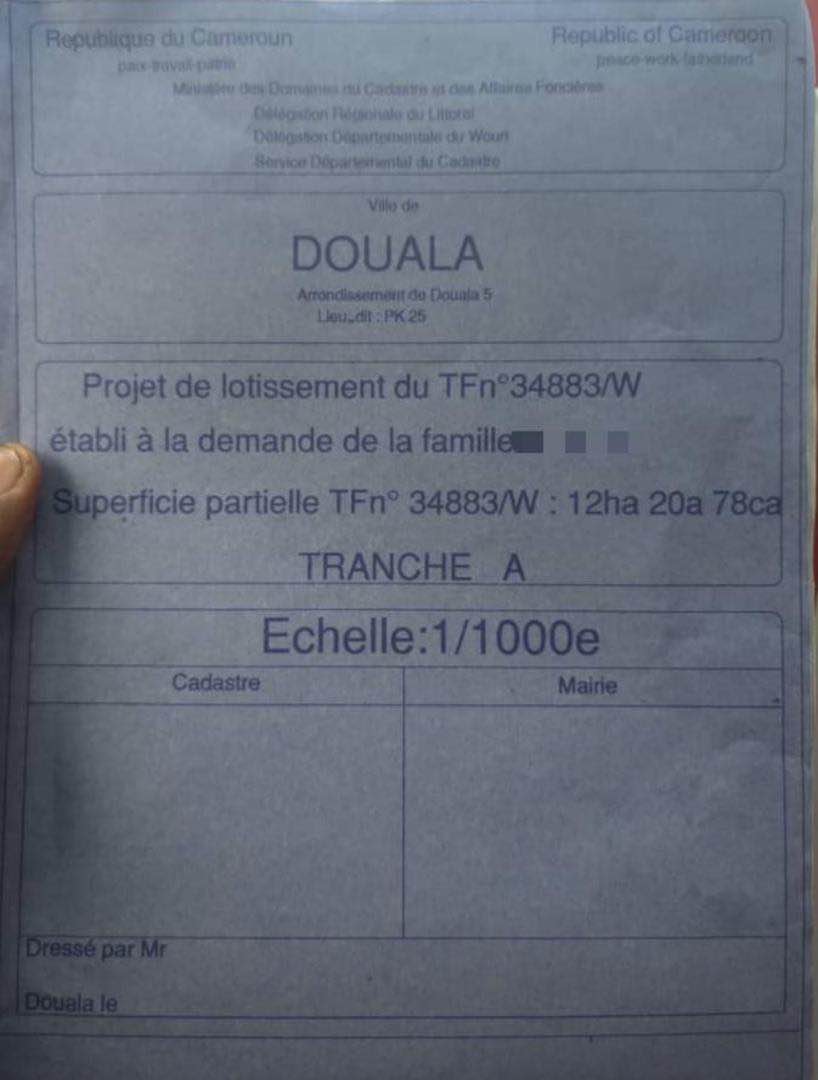 Republique du Cameroun
Republic of Cameroon
paix-travail-patrie
peace-work-fatherland
Ministère des Domaines du Cadastre et des Affaires Foncières
Délégation Régionale du Littoral
Délégation Départementale du Wouri
Service Départemental du Cadastre
Ville de
DOUALA
Arrondissement de Douala 5
Lieu_dit : PK 25
Projet de lotissement du TFn°34883/W
établi à la demande de la famille
Superficie partielle TFn° 34883/W : 12ha 20a 78ca
TRANCHE A
Echelle:1/1000e
Cadastre
Mairie
Dressé par Mr
Douala le